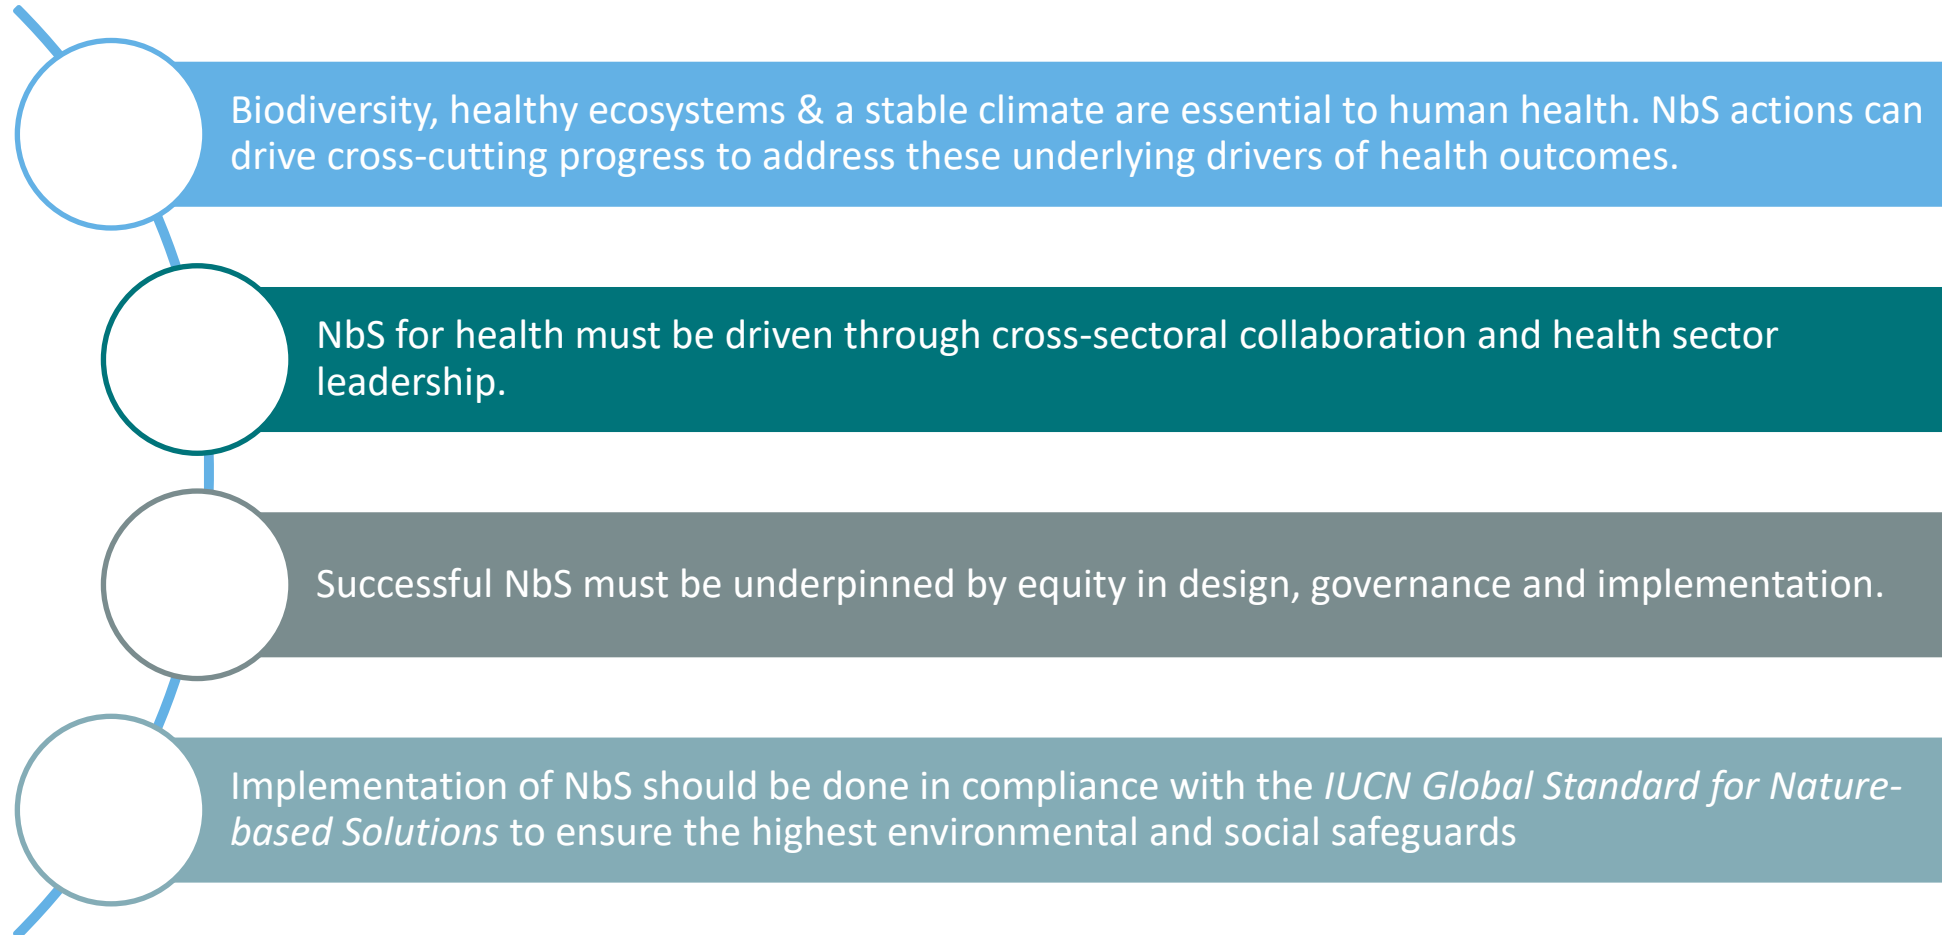 Biodiversity, healthy ecosystems & a stable climate are essential to human health. NbS actions can
drive cross-cutting progress to address these underlying drivers of health outcomes.
NbS for health must be driven through cross-sectoral collaboration and health sector
leadership.
Successful NbS must be underpinned by equity in design, governance and implementation.
Implementation of NbS should be done in compliance with the IUCN Global Standard for Nature-
based Solutions to ensure the highest environmental and social safeguards